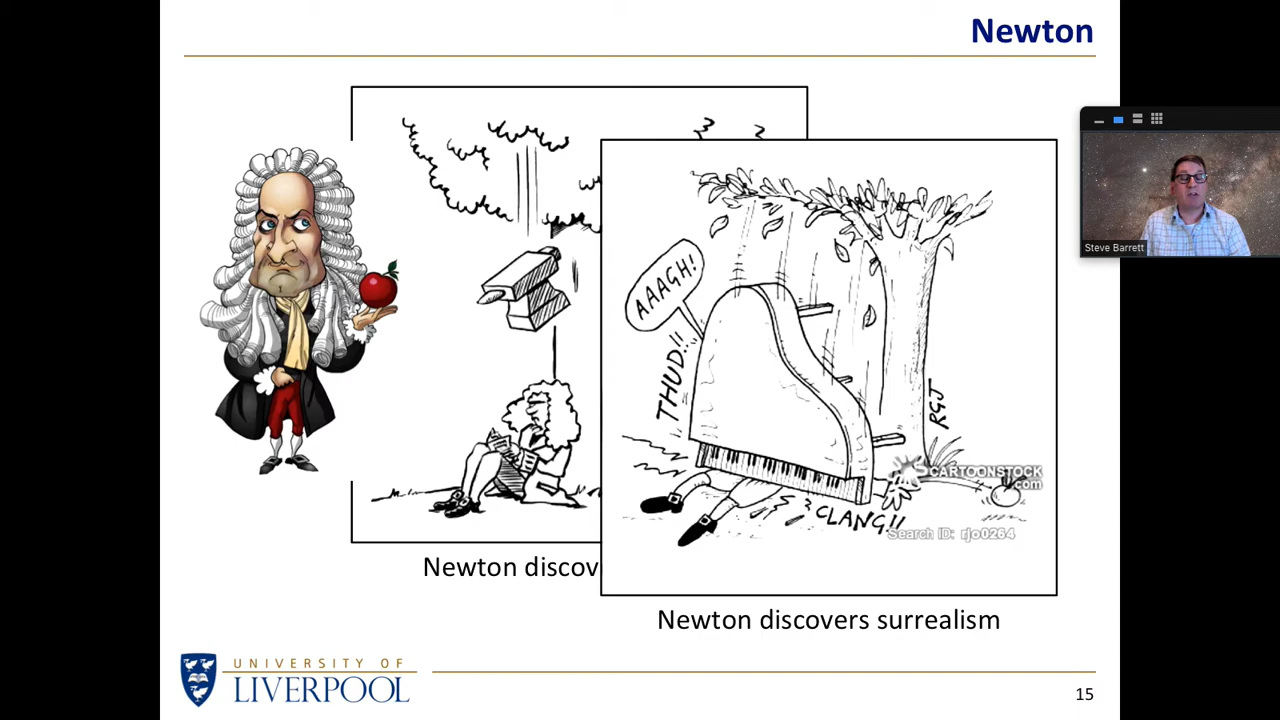 Newton
Steve Barrett
AAAGH!
THUD!!
RGJ
SCARTOONSTOCK
.com
CLANG!!
Search ID: rjo0264
Newton discov
Newton discovers surrealism
UNIVERSITY OF
LIVERPOOL
15